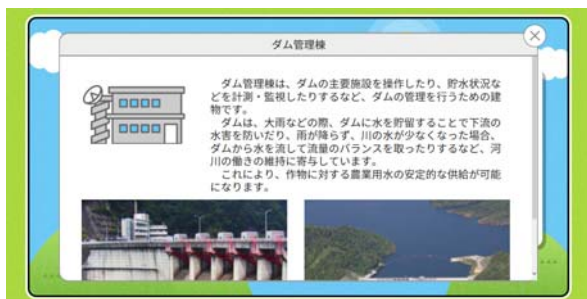 ダム管理棟
ダム管理棟は、ダムの主要施設を操作したり、貯水状況な
どを計測・監視したりするなど、ダムの管理を行うための建
物です。
ダムは、大雨などの際、ダムに水を貯留することで下流の
水害を防いだり、雨が降らず、川の水が少なくなった場合、
ダムから水を流して流量のバランスを取ったりするなど、河
川の働きの維持に寄与しています。
これにより、作物に対する農業用水の安定的な供給が可能
になります。